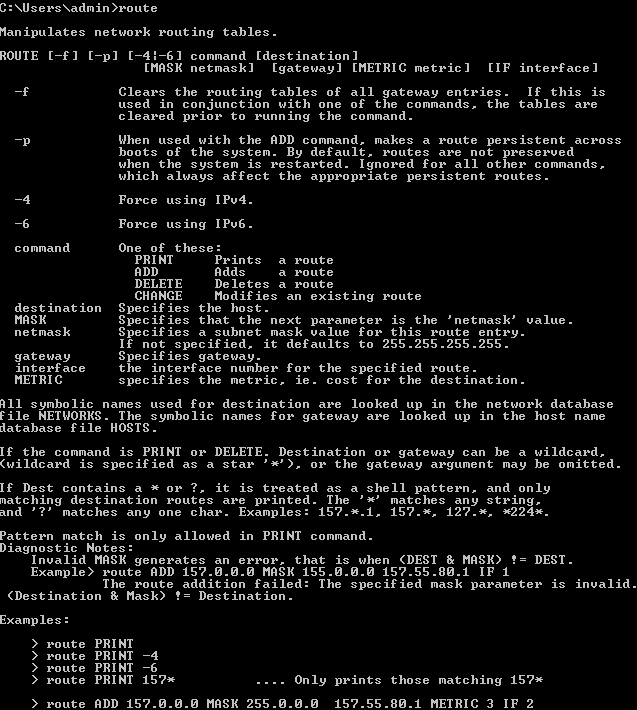 C:\Users\admin>route
Manipulates network routing tables.
ROUTE [-f] [-p] [-4|-6] command [destination]
[MASK netmask] [gateway] [METRIC metric] [IF interface]
-f Clears the routing tables of all gateway entries. If this is
used in conjunction with one of the commands, the tables are
cleared prior to running the command.
-p When used with the ADD command, makes a route persistent across
boots of the system. By default, routes are not preserved
when the system is restarted. Ignored for all other commands,
which always affect the appropriate persistent routes.
-4 Force using IPv4.
-6 Force using IPv6.
command One of these:
PRINT Prints a route
ADD Adds a route
DELETE Deletes a route
CHANGE Modifies an existing route
destination Specifies the host.
MASK Specifies that the next parameter is the 'netmask' value.
netmask Specifies a subnet mask value for this route entry.
If not specified, it defaults to 255.255.255.255.
gateway Specifies gateway.
interface the interface number for the specified route.
METRIC specifies the metric, ie. cost for the destination.
All symbolic names used for destination are looked up in the network database
file NETWORKS. The symbolic names for gateway are looked up in the host name
database file HOSTS.
If the command is PRINT or DELETE. Destination or gateway can be a wildcard,
(wildcard is specified as a star '*'), or the gateway argument may be omitted.
If Dest contains a * or ?, it is treated as a shell pattern, and only
matching destination routes are printed. The '*' matches any string,
and '?' matches any one char. Examples: 157.*.1, 157.*, 127.*, *224*.
Pattern match is only allowed in PRINT command.
Diagnostic Notes:
Invalid MASK generates an error, that is when (DEST & MASK) != DEST.
Example> route ADD 157.0.0.0 MASK 155.0.0.0 157.55.80.1 IF 1
The route addition failed: The specified mask parameter is invalid.
(Destination & Mask) != Destination.
Examples:
> route PRINT
> route PRINT -4
> route PRINT -6
> route PRINT 157* .... Only prints those matching 157*
> route ADD 157.0.0.0 MASK 255.0.0.0 157.55.80.1 METRIC 3 IF 2